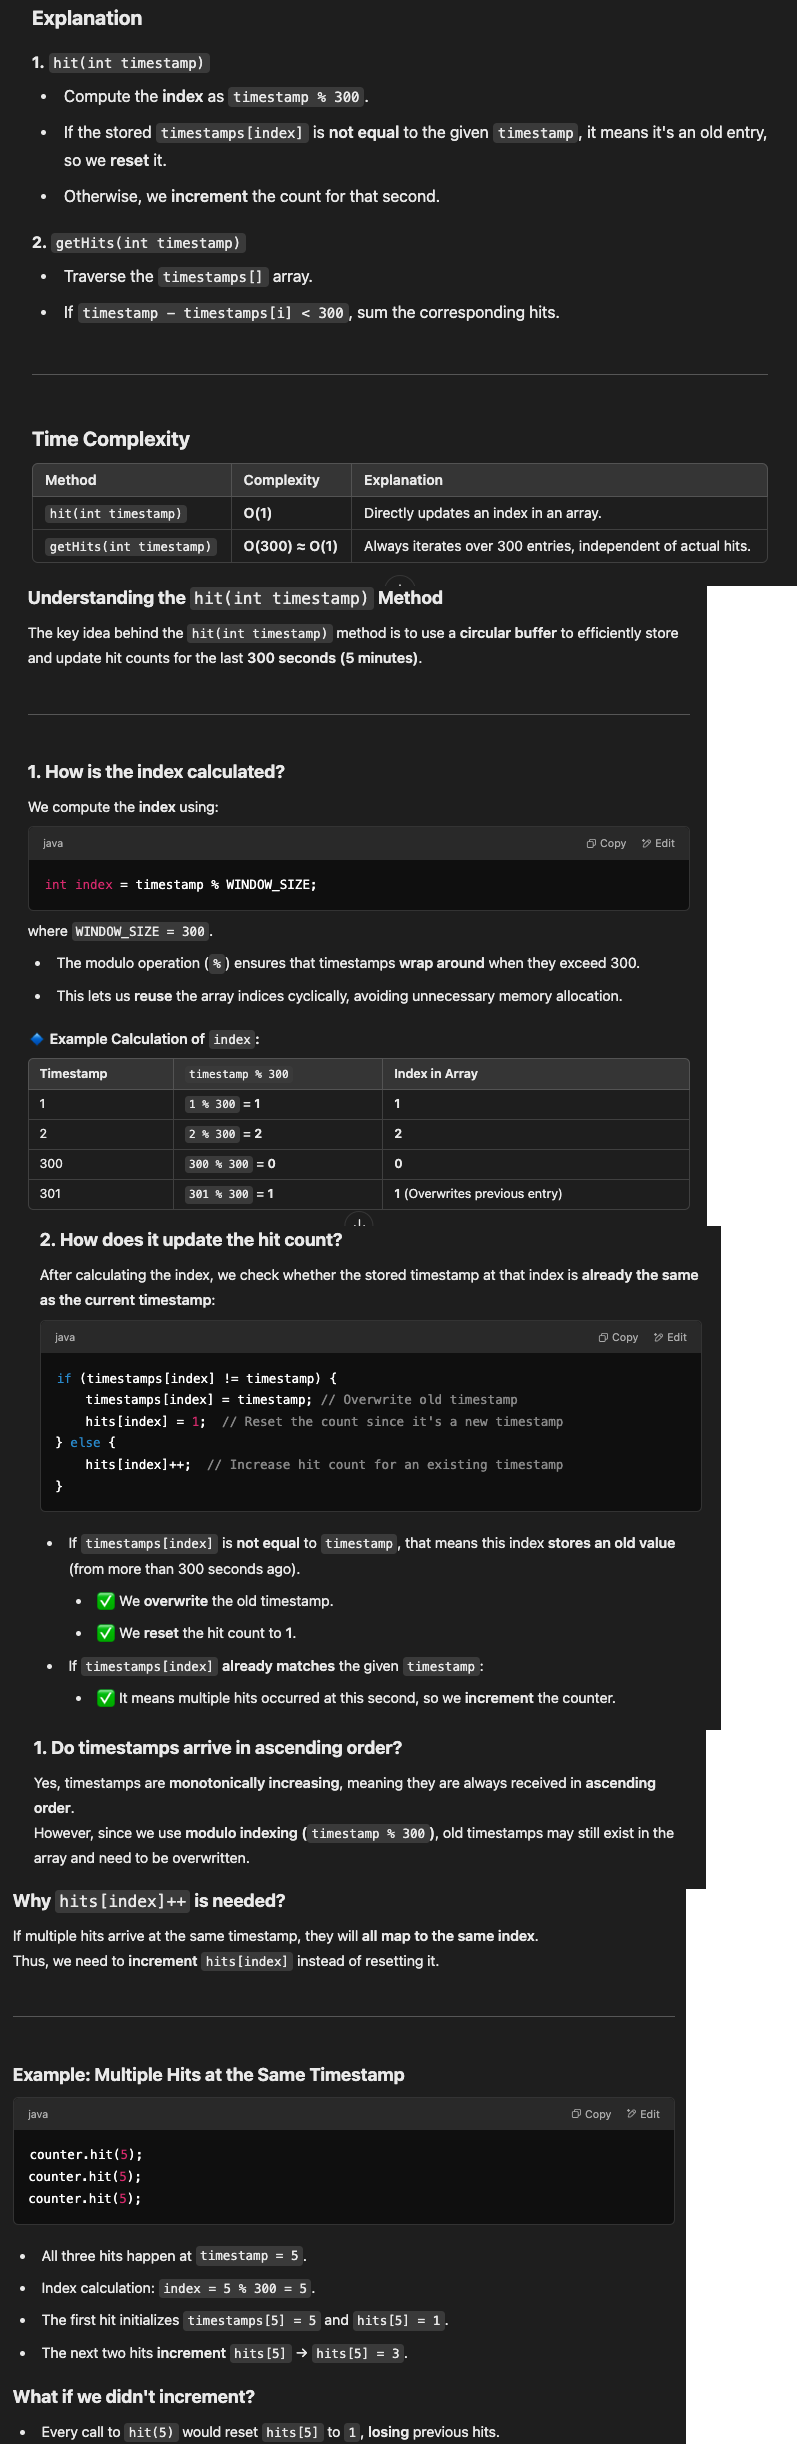 Explanation
1. hit(int timestamp)
• Compute the index as timestamp % 300.
• If the stored timestamps[index] is not equal to the given timestamp, it means it's an old entry,
so we reset it.
• Otherwise, we increment the count for that second.
2. getHits(int timestamp)
• Traverse the timestamps[] array.
• If timestamp - timestamps[i] < 300, sum the corresponding hits.
Time Complexity
Method Complexity Explanation
hit(int timestamp) O(1) Directly updates an index in an array.
getHits(int timestamp) O(300) ≈ O(1) Always iterates over 300 entries, independent of actual hits.
Understanding the hit(int timestamp) Method
The key idea behind the hit(int timestamp) method is to use a circular buffer to efficiently store
and update hit counts for the last 300 seconds (5 minutes).
1. How is the index calculated?
We compute the index using:
java Copy Edit
int index = timestamp % WINDOW_SIZE;
where WINDOW_SIZE = 300.
• The modulo operation (%) ensures that timestamps wrap around when they exceed 300.
• This lets us reuse the array indices cyclically, avoiding unnecessary memory allocation.
🔹 Example Calculation of index:
Timestamp timestamp % 300 Index in Array
1 1 % 300 = 1 1
2 2 % 300 = 2 2
300 300 % 300 = 0 0
301 301 % 300 = 1 1 (Overwrites previous entry)
2. How does it update the hit count?
After calculating the index, we check whether the stored timestamp at that index is already the same
as the current timestamp:
java Copy Edit
if (timestamps[index] != timestamp) {
timestamps[index] = timestamp; // Overwrite old timestamp
hits[index] = 1; // Reset the count since it's a new timestamp
} else {
hits[index]++; // Increase hit count for an existing timestamp
}
• If timestamps[index] is not equal to timestamp, that means this index stores an old value
(from more than 300 seconds ago).
• ✅ We overwrite the old timestamp.
• ✅ We reset the hit count to 1.
• If timestamps[index] already matches the given timestamp:
• ✅ It means multiple hits occurred at this second, so we increment the counter.
1. Do timestamps arrive in ascending order?
Yes, timestamps are monotonically increasing, meaning they are always received in ascending
order.
However, since we use modulo indexing (timestamp % 300), old timestamps may still exist in the
array and need to be overwritten.
Why hits[index]++ is needed?
If multiple hits arrive at the same timestamp, they will all map to the same index.
Thus, we need to increment hits[index] instead of resetting it.
Example: Multiple Hits at the Same Timestamp
java Copy Edit
counter.hit(5);
counter.hit(5);
counter.hit(5);
• All three hits happen at timestamp = 5.
• Index calculation: index = 5 % 300 = 5.
• The first hit initializes timestamps[5] = 5 and hits[5] = 1.
• The next two hits increment hits[5] → hits[5] = 3.
What if we didn't increment?
• Every call to hit(5) would reset hits[5] to 1, losing previous hits.